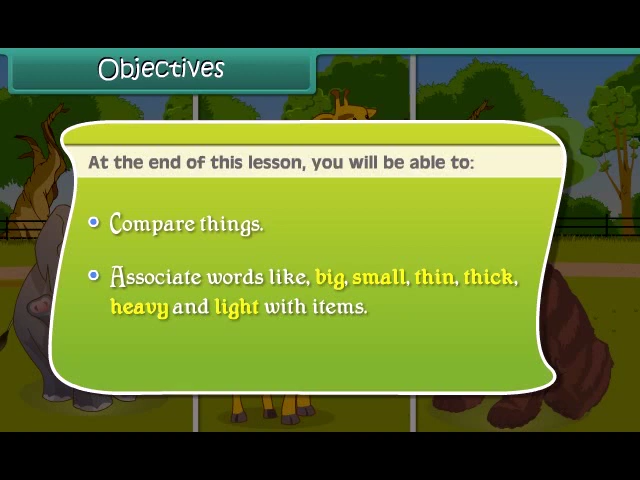 Objectives
At the end of this lesson, you will be able to:
Compare things.
Associate words like, big, small, thin, thick,
heavy and light with items.